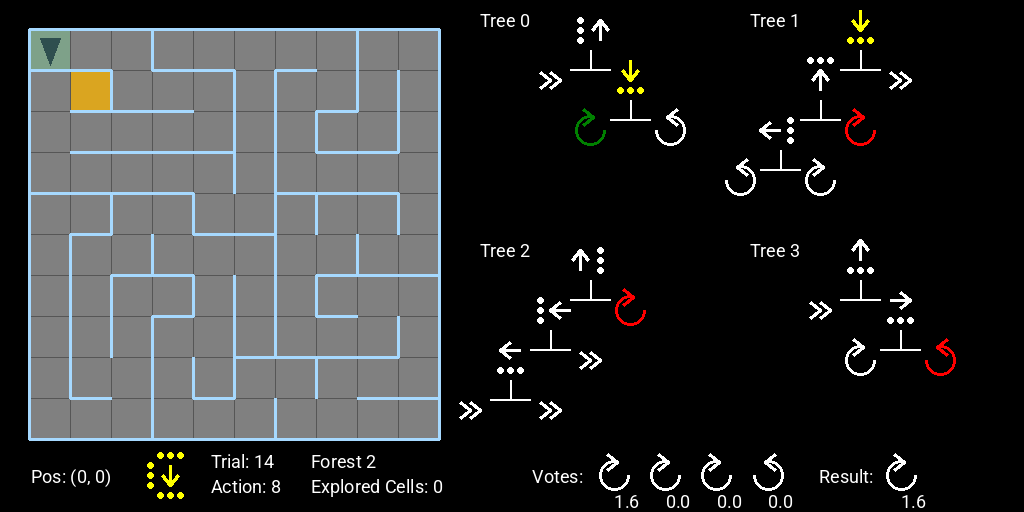 Tree 0
Tree 1
Tree 2
Tree 3
Pos: (0, 0)
Trial: 14
Forest 2
Action: 8
Explored Cells: 0
Votes:
1.6
0.0
0.0
0.0
Result:
1.6